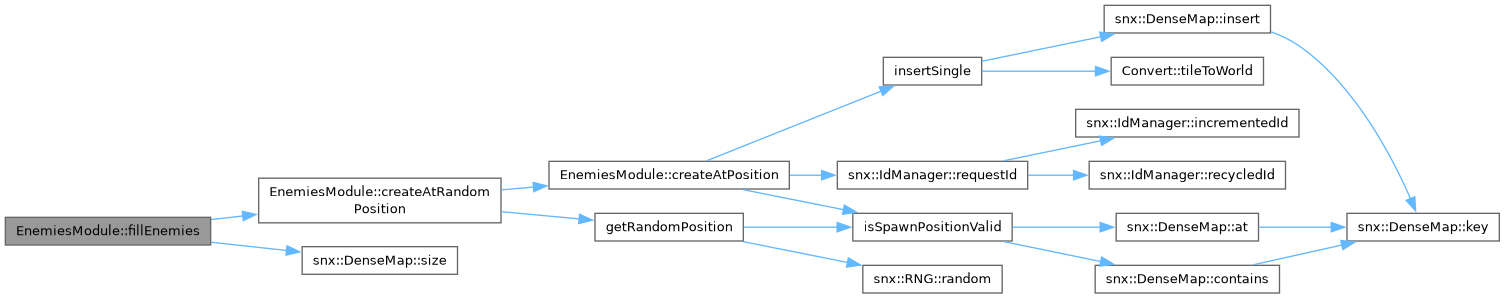 EnemiesModule::fillEnemies
EnemiesModule::createAtRandom
Position
snx::DenseMap::size
EnemiesModule::createAtPosition
getRandomPosition
insertSingle
snx::IdManager::requestId
isSpawnPositionValid
snx::RNG::random
snx::DenseMap::insert
Convert::tileToWorld
snx::IdManager::incrementedId
snx::IdManager::recycledId
snx::DenseMap::at
snx::DenseMap::contains
snx::DenseMap::key